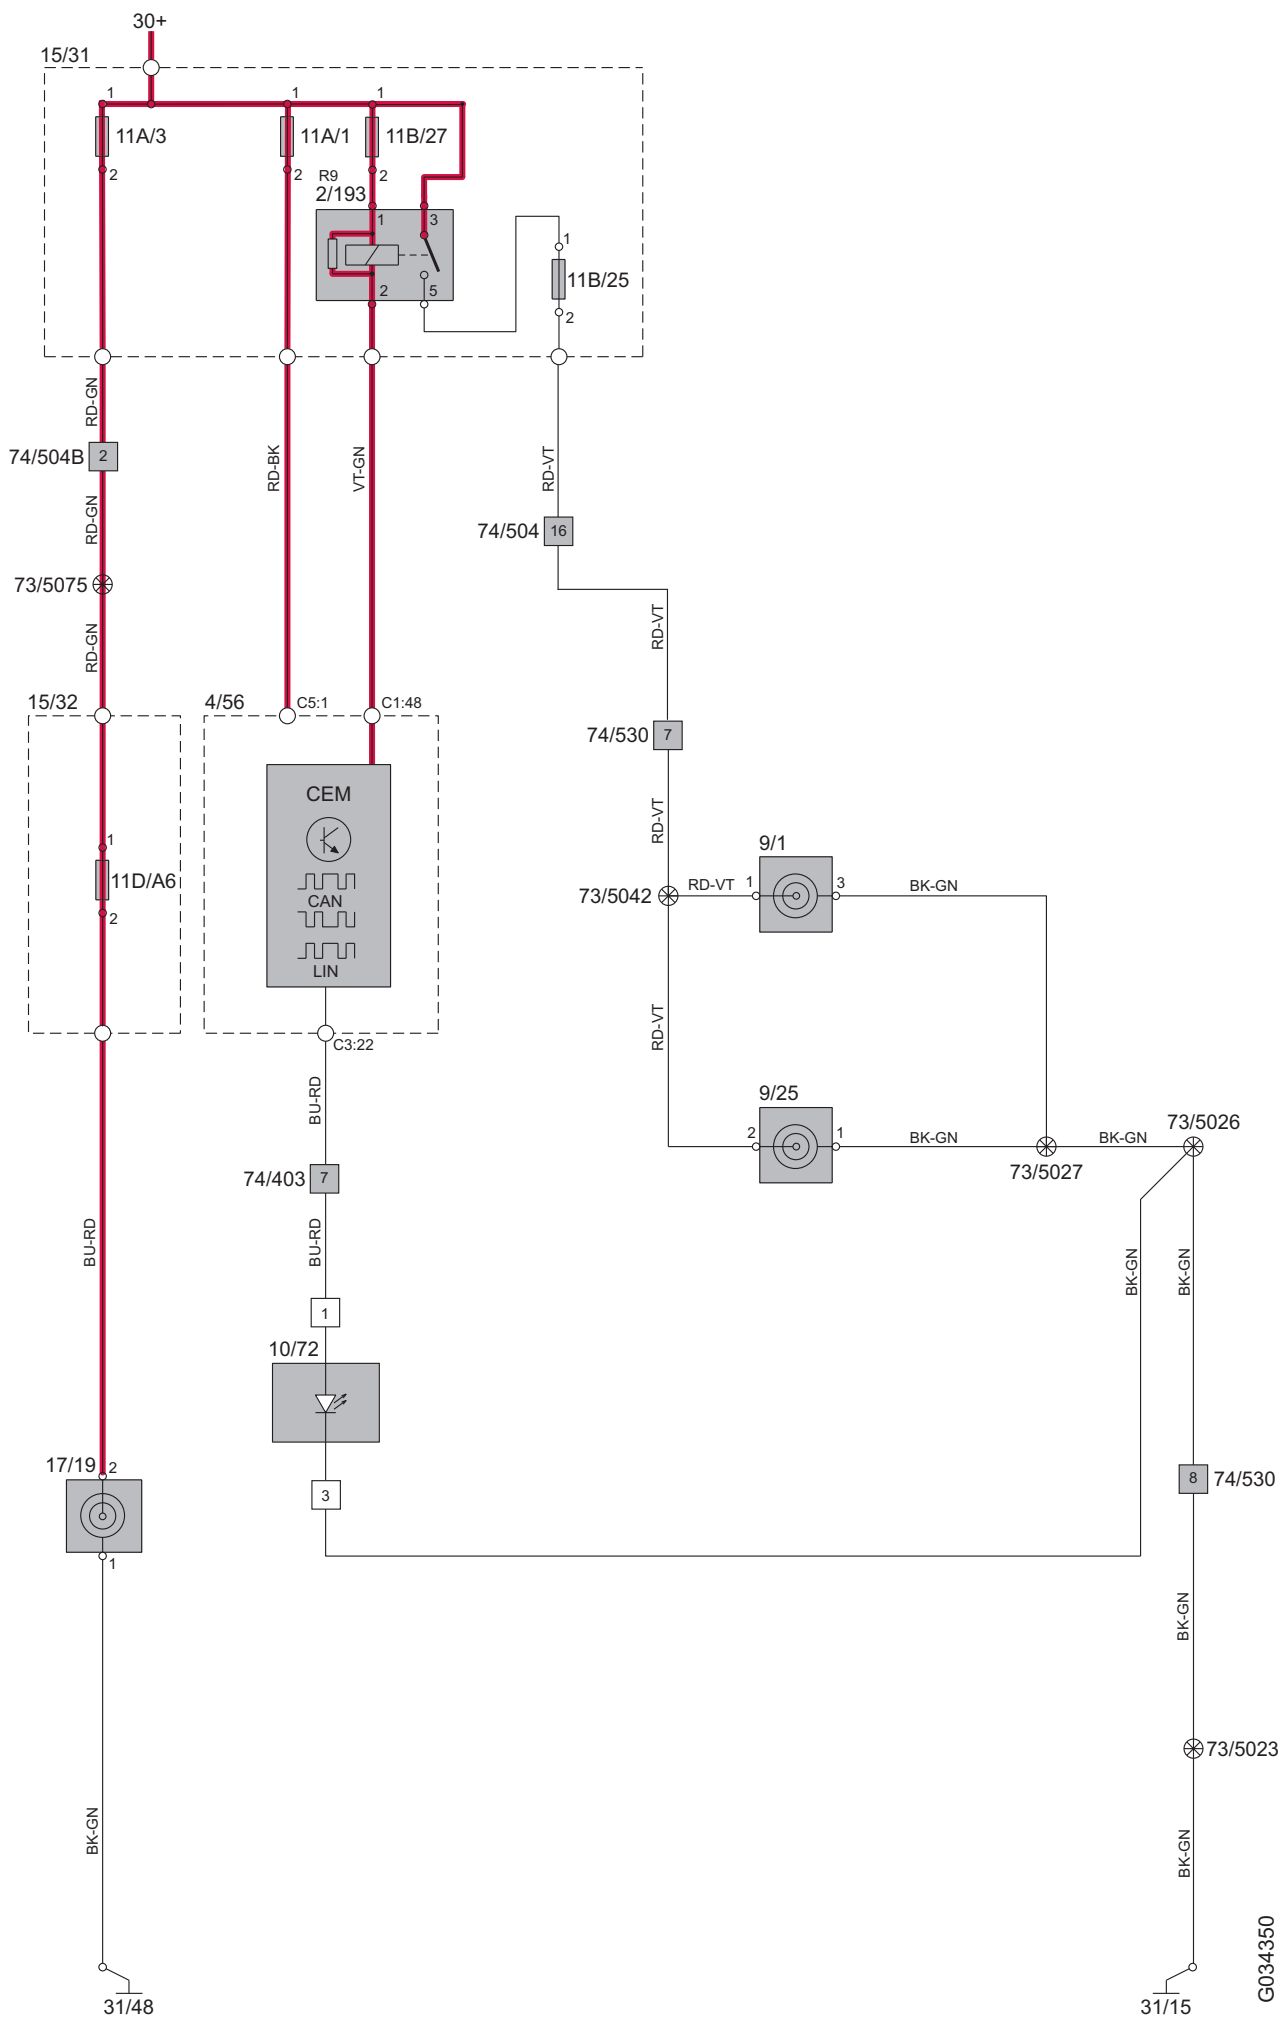 30+
15/31
1
1
1
11A/3
11A/1
11B/27
2
2
2
R9
2/193
1
3
1
11B/25
2
5
2
RD-GN
74/504B
2
RD-BK
VT-GN
RD-VT
RD-GN
74/504
16
73/5075
RD-GN
RD-VT
15/32
4/56
C5:1
C1:48
74/530
7
CEM
RD-VT
1
11D/A6
2
CAN
LIN
9/1
73/5042
RD-VT
1
3
BK-GN
RD-VT
C3:22
BU-RD
9/25
2
1
BK-GN
73/5027
BK-GN
73/5026
74/403
7
BU-RD
BU-RD
BK-GN
BK-GN
1
10/72
17/19
2
3
74/530
8
1
BK-GN
73/5023
BK-GN
BK-GN
31/48
31/15
G034350